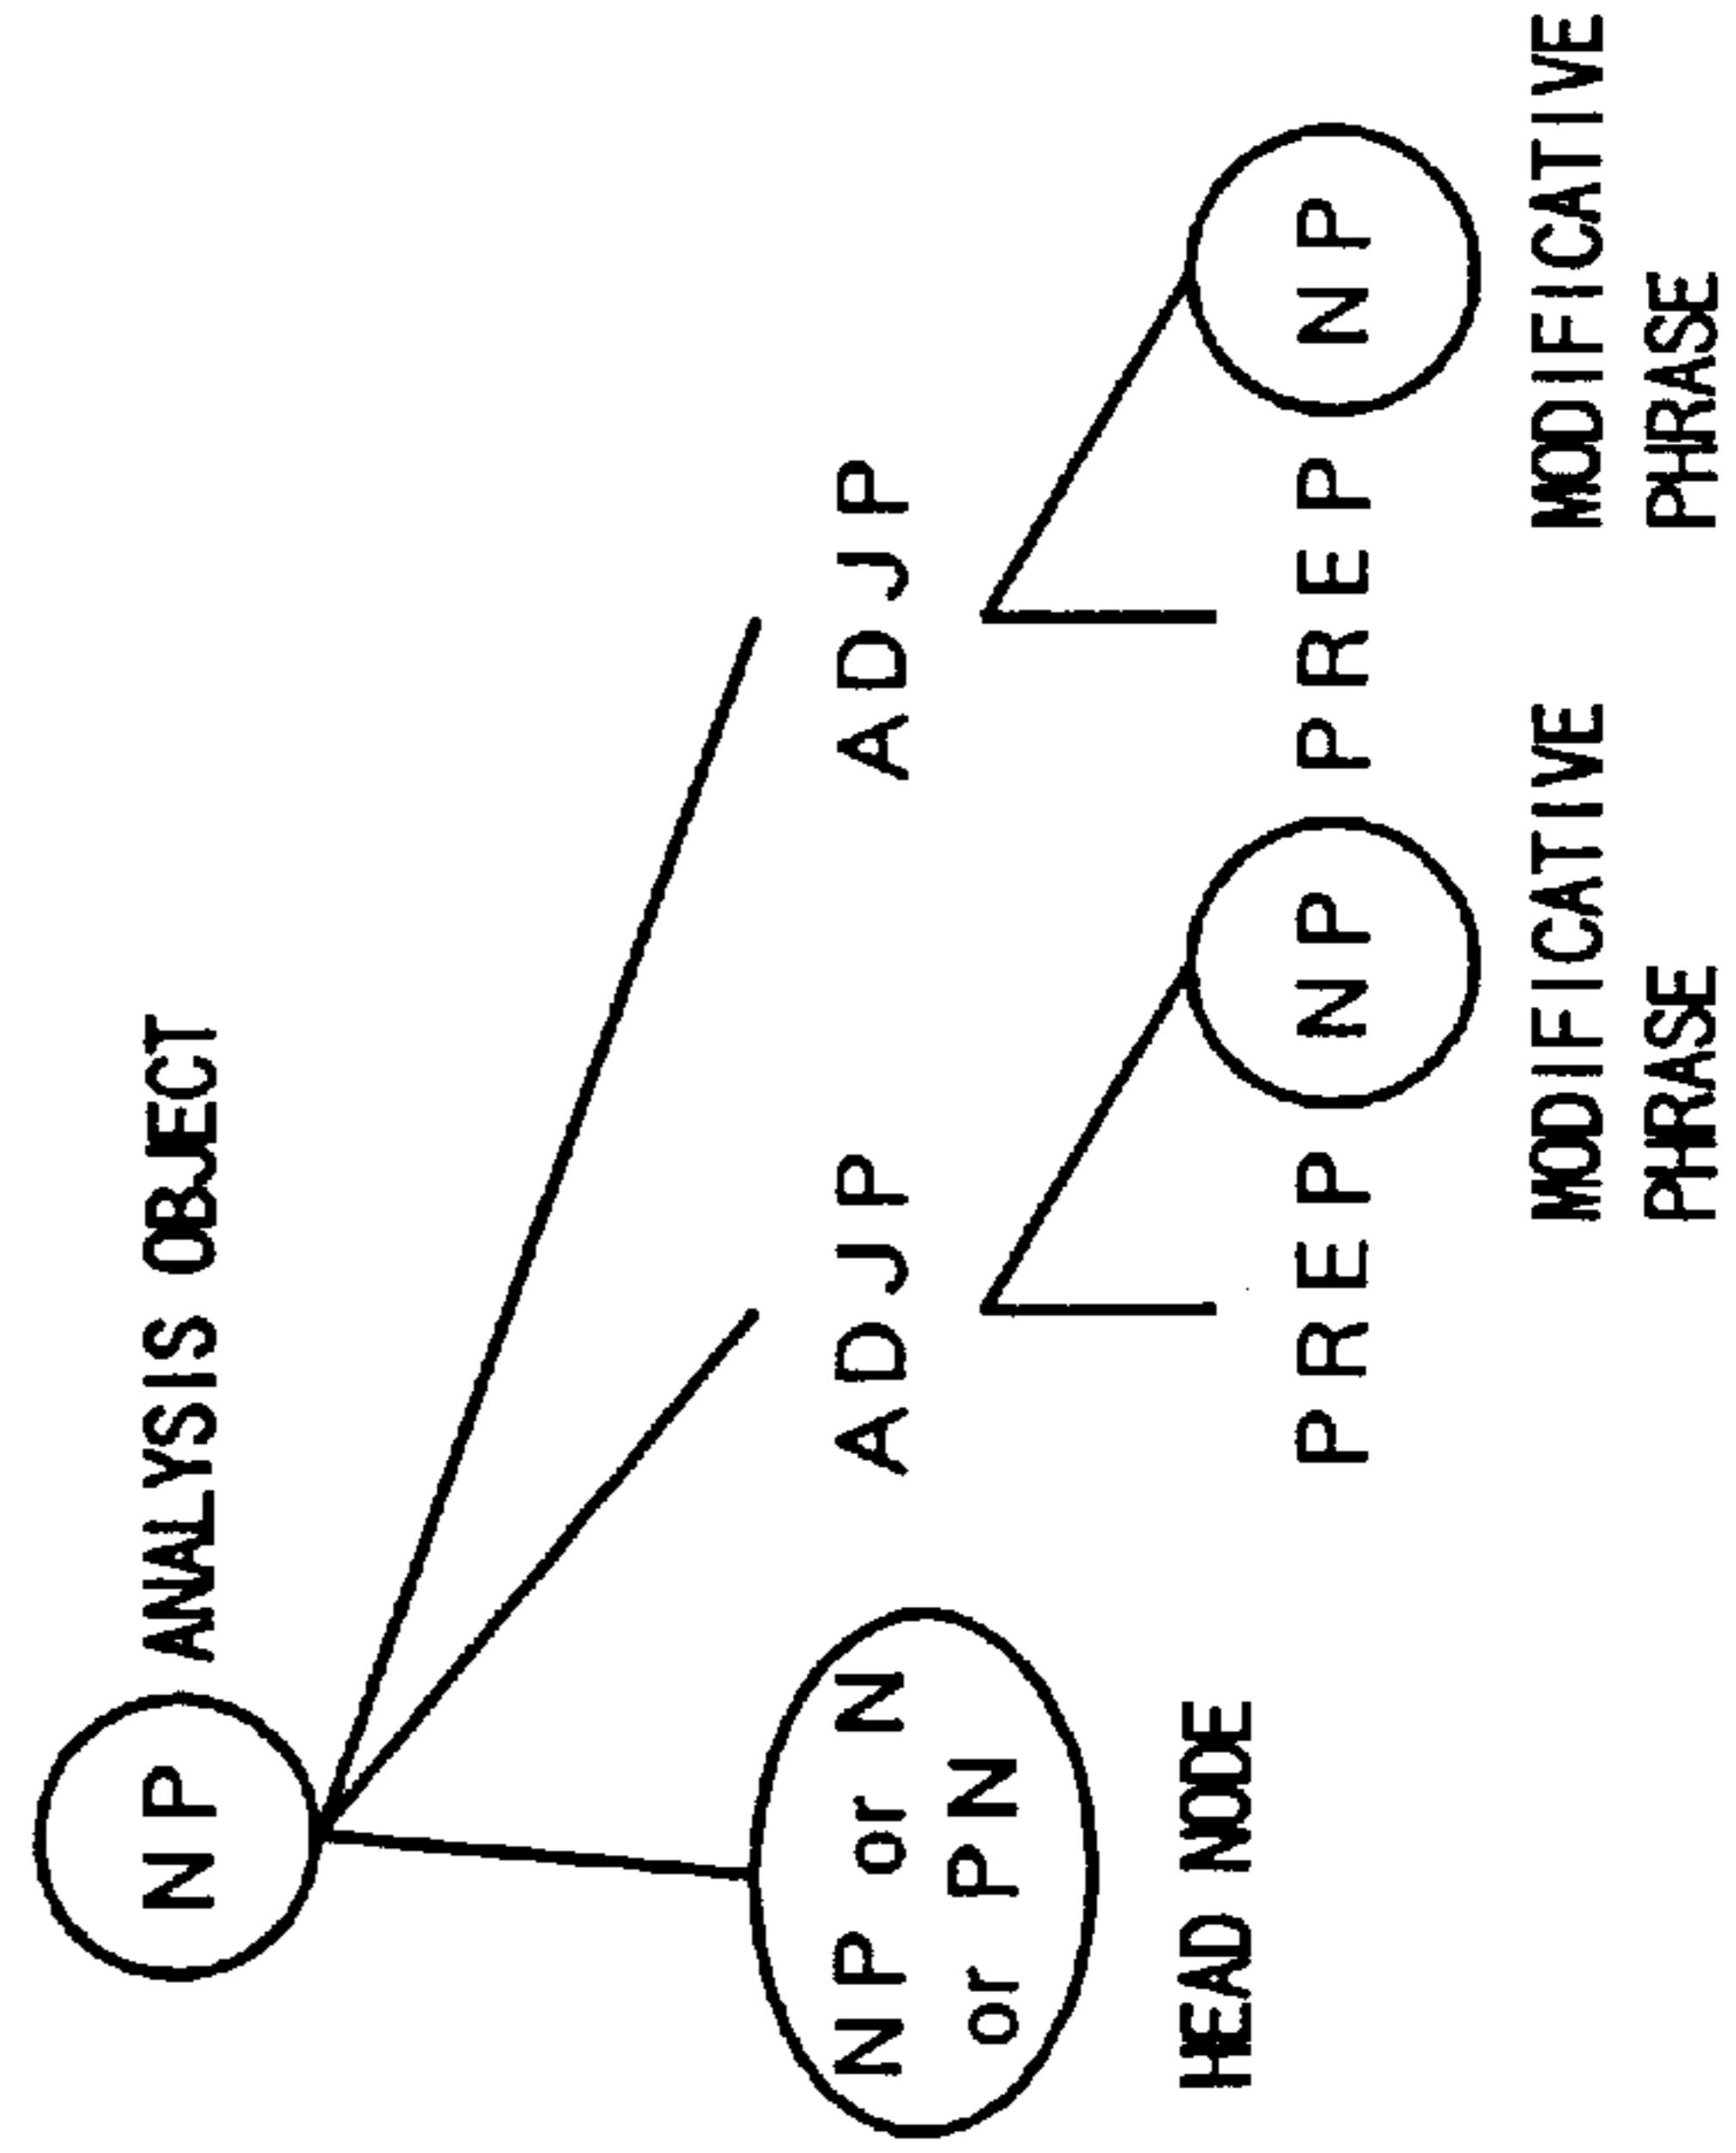 NP ANALYSIS OBJECT
NP or N
or PN
HEAD NODE
ADJP
ADJP
PREP
NP
PREP
NP
MODIFICATIVE
PHRASE
MODIFICATIVE
PHRASE